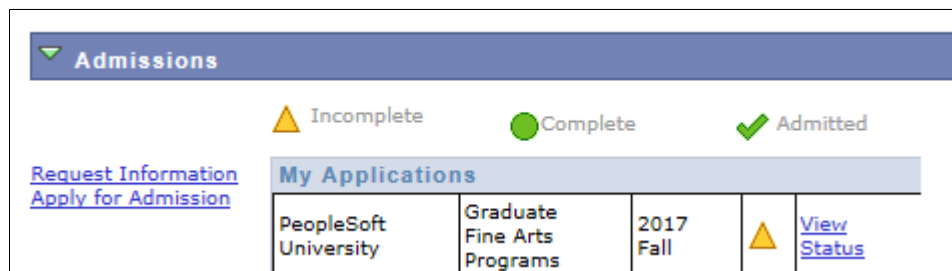 Admissions
Incomplete Complete Admitted
Request Information
Apply for Admission
My Applications
PeopleSoft University
Graduate Fine Arts Programs
2017 Fall
View Status